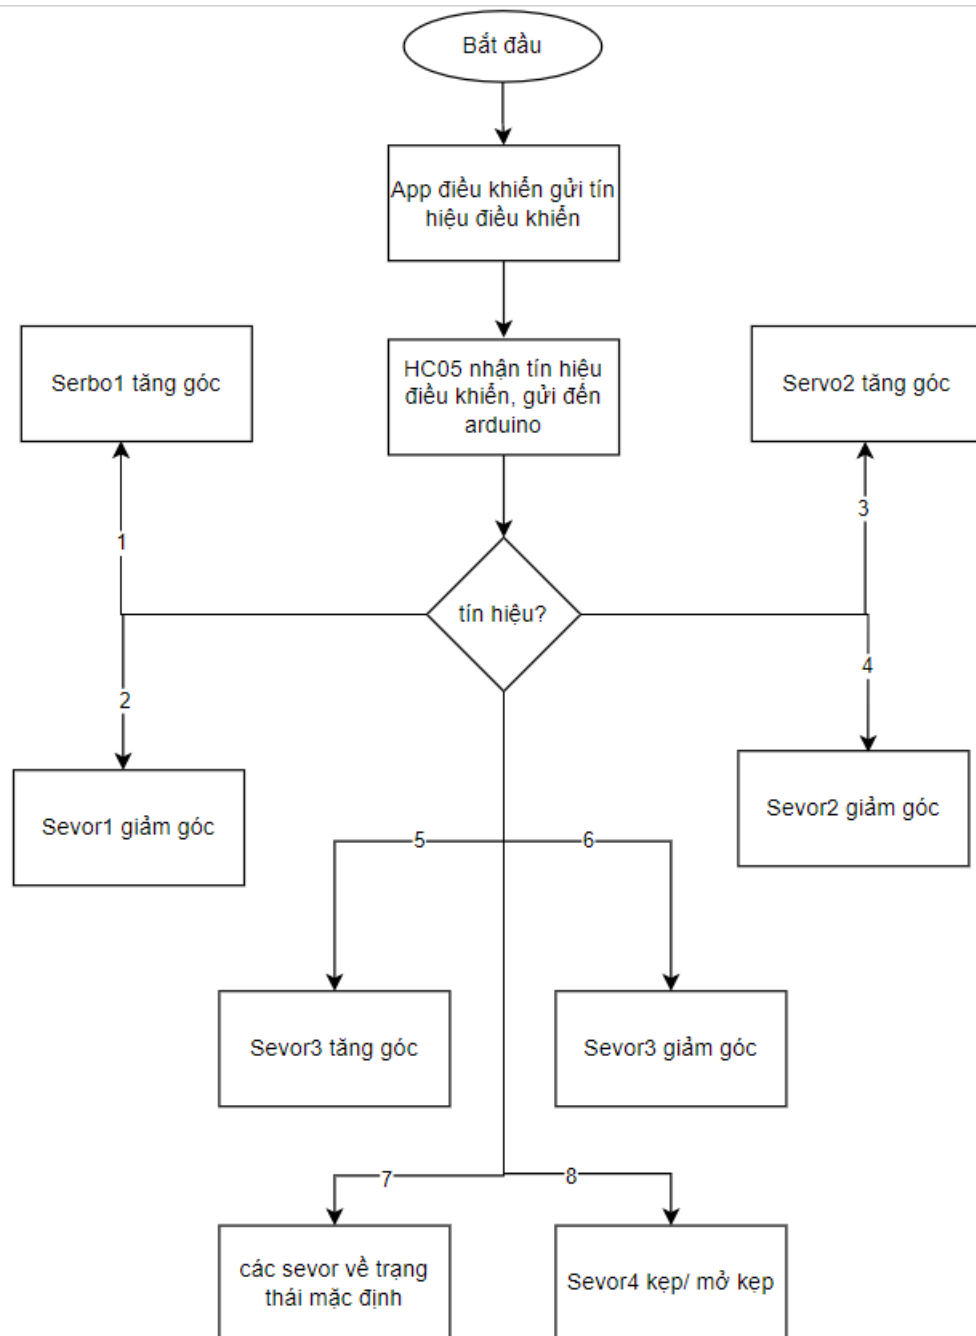 Bắt đầu
App điều khiển gửi tín
hiệu điều khiển
HC05 nhận tín hiệu
điều khiển, gửi đến
arduino
Serbo1 tăng góc
Servo2 tăng góc
1
3
tín hiệu?
2
4
Sevor1 giảm góc
Sevor2 giảm góc
5
6
Sevor3 tăng góc
Sevor3 giảm góc
7
8
các sevor về trạng
thái mặc định
Sevor4 kẹp/ mở kẹp